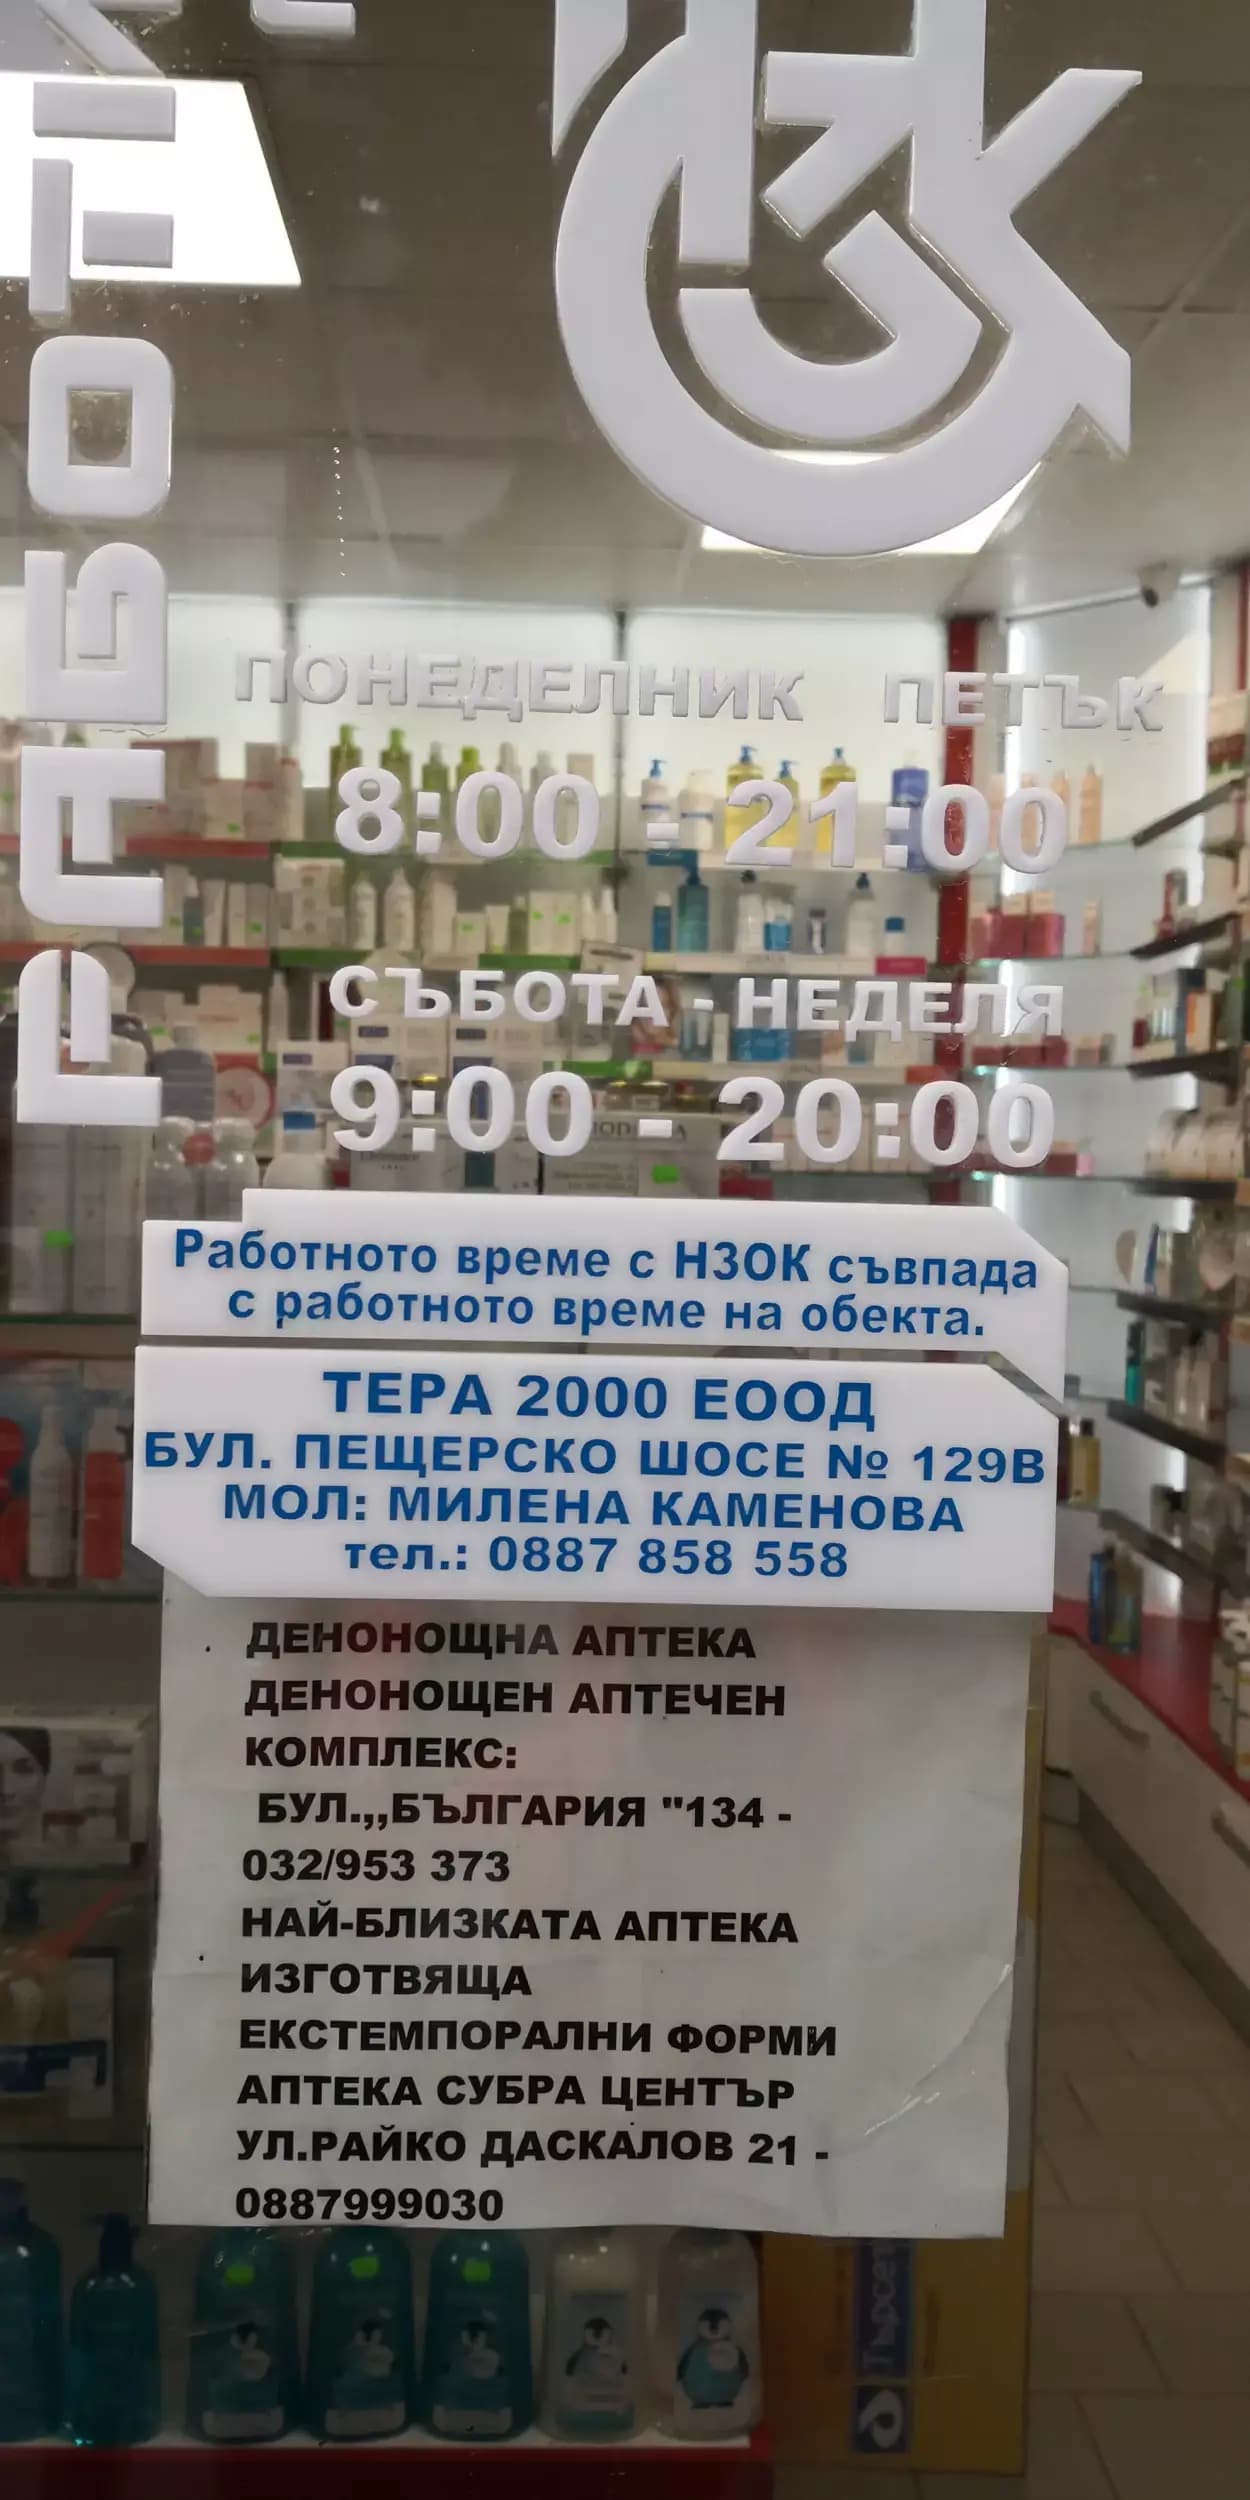 РАБОТН
ПОНЕДЕЛНИК ПЕТЪК
8:00 - 21:00
СЪБОТА - НЕДЕЛЯ
9:00 - 20:00
Работното време с НЗОК съвпада
с работното време на обекта.
ТЕРА 2000 ЕООД
БУЛ. ПЕЩЕРСКО ШОСЕ № 129В
МОЛ: МИЛЕНА КАМЕНОВА
тел.: 0887 858 558
ДЕНОНОЩНА АПТЕКА
ДЕНОНОЩЕН АПТЕЧЕН
КОМПЛЕКС:
БУЛ.,,БЪЛГАРИЯ "134 -
032/953 373
НАЙ-БЛИЗКАТА АПТЕКА
ИЗГОТВЯЩА
ЕКСТЕМПОРАЛНИ ФОРМИ
АПТЕКА СУБРА ЦЕНТЪР
УЛ.РАЙКО ДАСКАЛОВ 21 -
0887999030